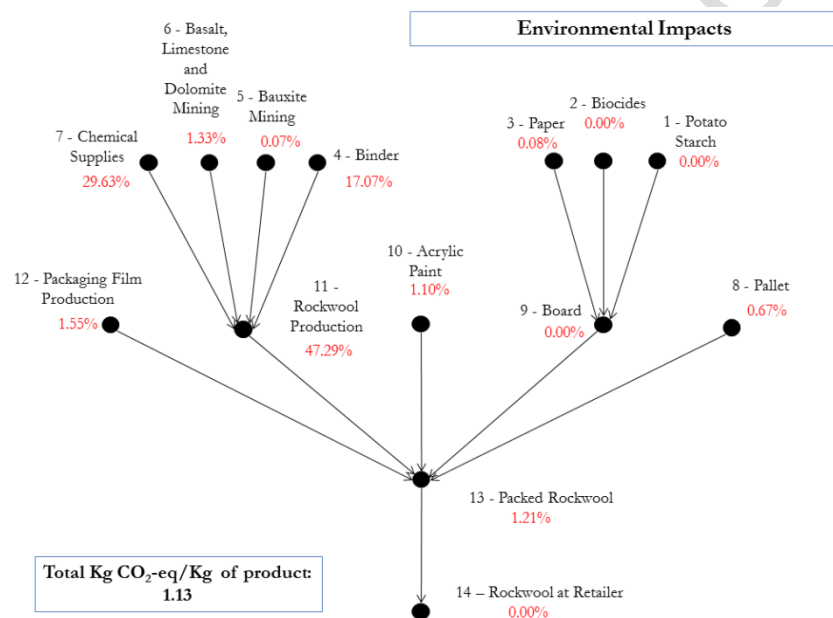 Environmental Impacts
6 - Basalt,
Limestone
and
Dolomite
Mining
1.33%
5 - Bauxite
Mining
0.07%
7 - Chemical
Supplies
29.63%
4 - Binder
17.07%
2 - Biocides
0.00%
3 - Paper
0.08%
1 - Potato
Starch
0.00%
12 - Packaging Film
Production
1.55%
11 -
Rockwool
Production
47.29%
10 - Acrylic
Paint
1.10%
9 - Board
0.00%
8 - Pallet
0.67%
13 - Packed Rockwool
1.21%
Total Kg CO₂-eq/Kg of product:
1.13
14 – Rockwool at Retailer
0.00%